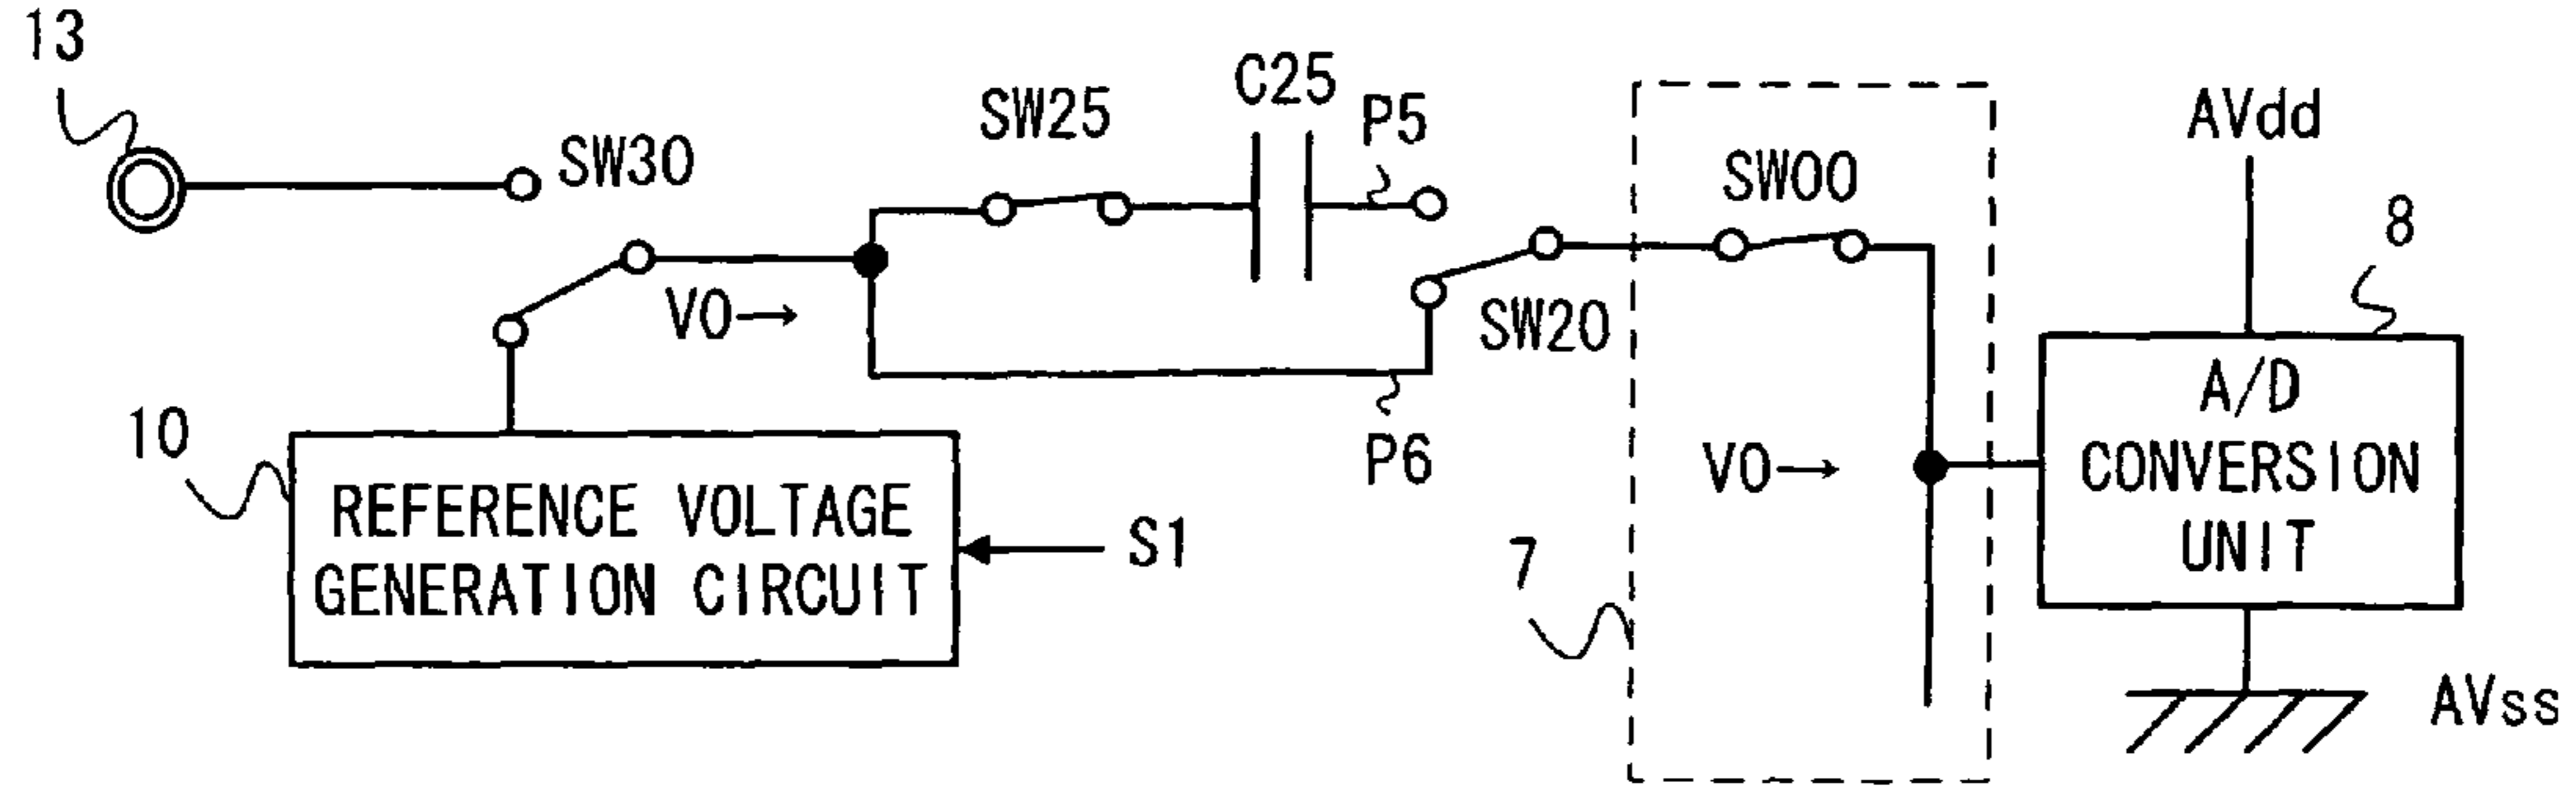 13
SW30
SW25
C25
P5
SW00
AVdd
8
V0→
SW20
10
REFERENCE VOLTAGE
GENERATION CIRCUIT
S1
P6
V0→
7
A/D
CONVERSION
UNIT
AVss